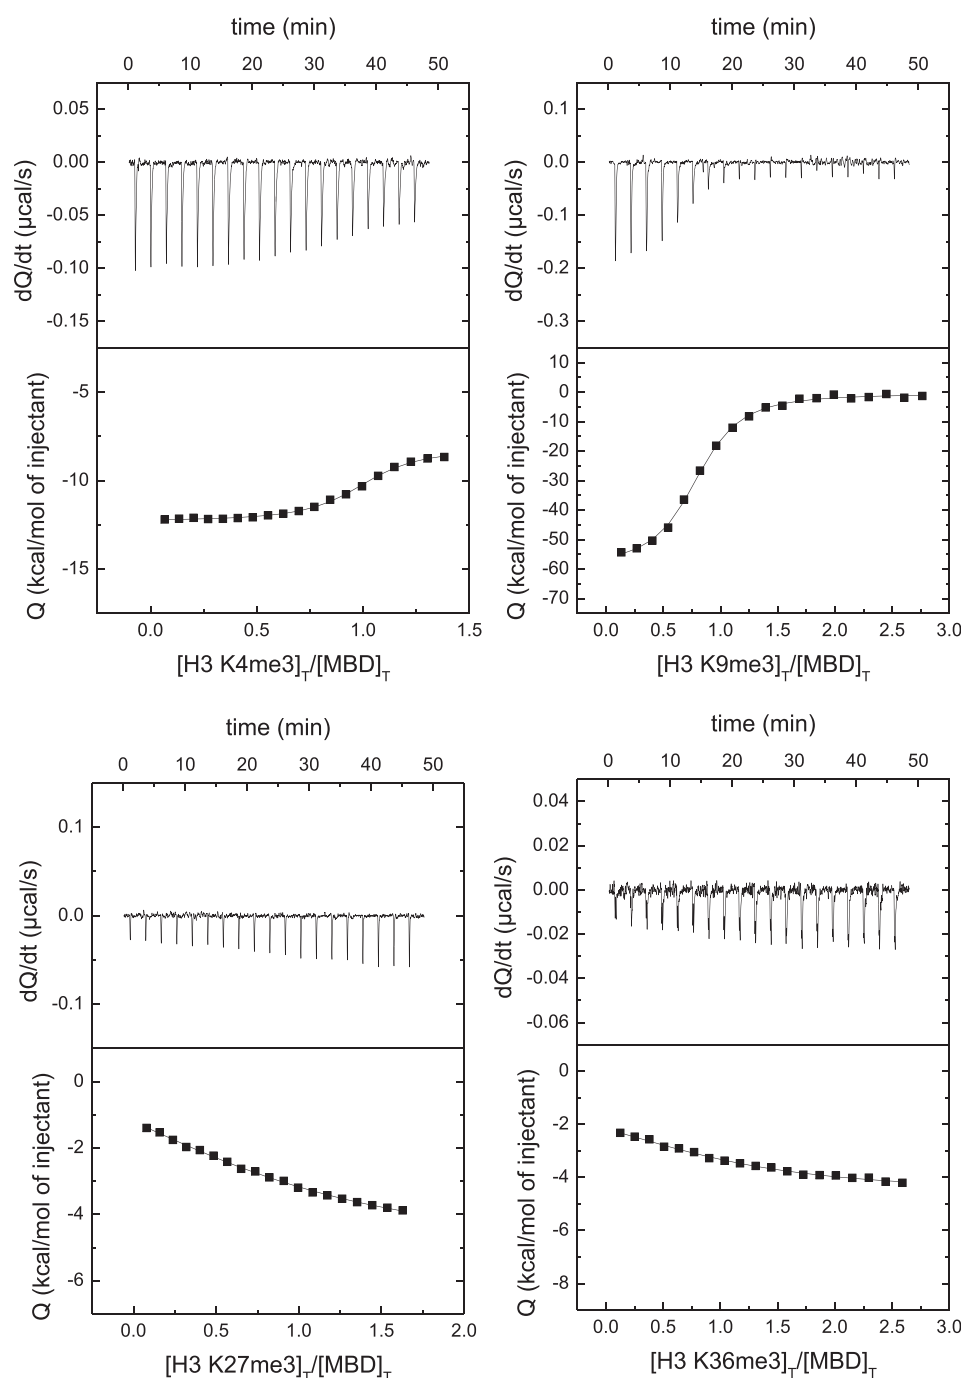 time (min)
0 10 20 30 40 50
0.05
0.00
-0.05
-0.10
-0.15
dQ/dt (µcal/s)
-5
-10
-15
Q (kcal/mol of injectant)
0.0 0.5 1.0 1.5
[H3 K4me3]T/[MBD]T
time (min)
0 10 20 30 40 50
0.1
0.0
-0.1
-0.2
-0.3
dQ/dt (µcal/s)
10
0
-10
-20
-30
-40
-50
-60
-70
Q (kcal/mol of injectant)
0.0 0.5 1.0 1.5 2.0 2.5 3.0
[H3 K9me3]T/[MBD]T
time (min)
0 10 20 30 40 50
0.1
0.0
-0.1
dQ/dt (µcal/s)
0
-2
-4
-6
Q (kcal/mol of injectant)
0.0 0.5 1.0 1.5 2.0
[H3 K27me3]T/[MBD]T
time (min)
0 10 20 30 40 50
0.04
0.02
0.00
-0.02
-0.04
-0.06
dQ/dt (µcal/s)
0
-2
-4
-6
-8
Q (kcal/mol of injectant)
0.0 0.5 1.0 1.5 2.0 2.5 3.0
[H3 K36me3]T/[MBD]T